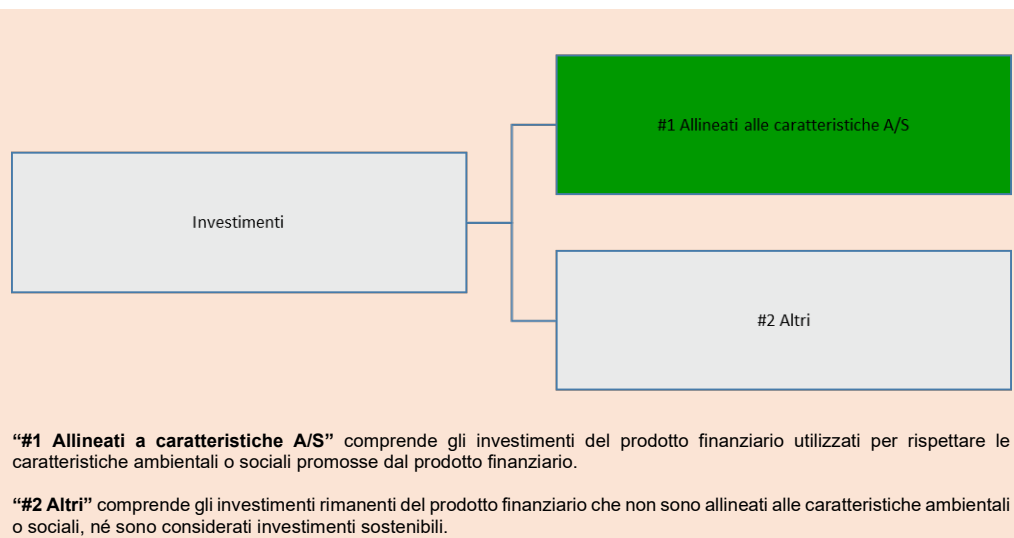 #1 Allineati alle caratteristiche A/S
Investimenti
#2 Altri
“#1 Allineati a caratteristiche A/S” comprende gli investimenti del prodotto finanziario utilizzati per rispettare le
caratteristiche ambientali o sociali promosse dal prodotto finanziario.
“#2 Altri” comprende gli investimenti rimanenti del prodotto finanziario che non sono allineati alle caratteristiche ambientali
o sociali, né sono considerati investimenti sostenibili.